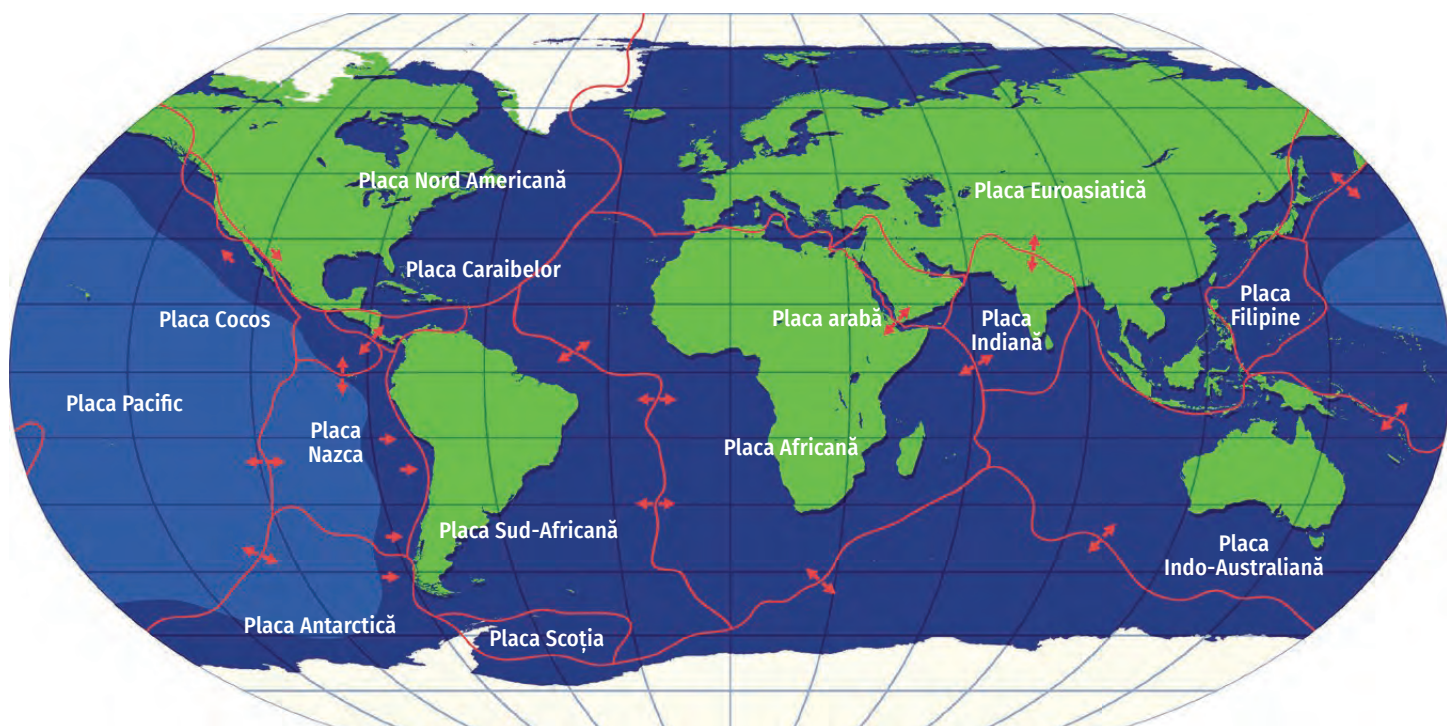 Placa Nord Americană
Placa Euroasiatică
Placa Caraibelor
Placa Cocos
Placa arabă
Placa
Indiană
Placa
Filipine
Placa Pacific
Placa
Nazca
Placa Africană
Placa Sud-Africană
Placa
Indo-Australiană
Placa Antarctică
Placa Scoția